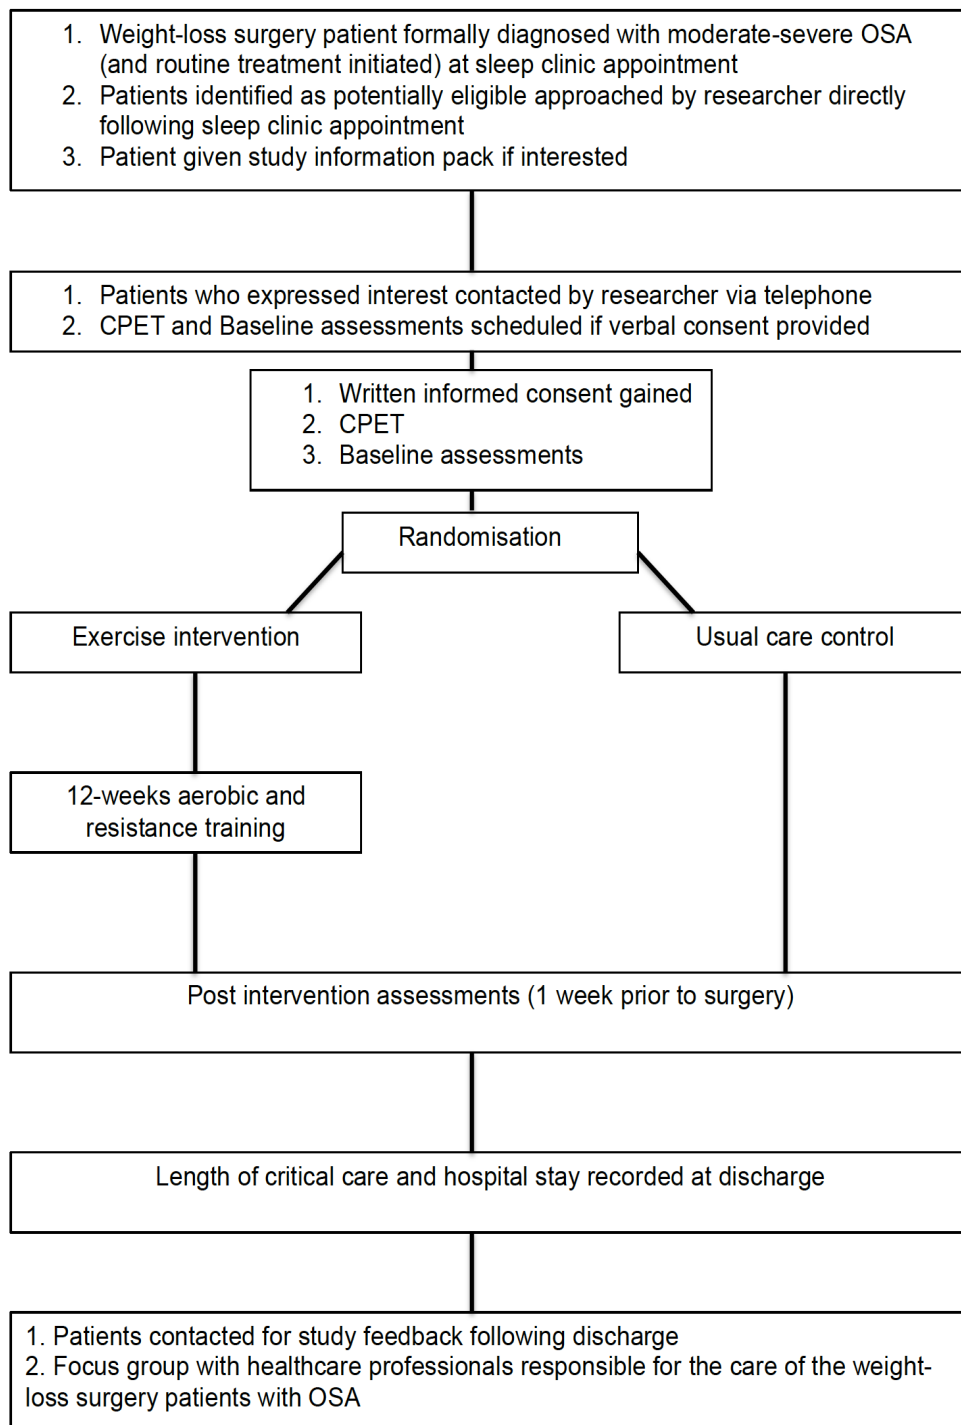 1. Weight-loss surgery patient formally diagnosed with moderate-severe OSA
(and routine treatment initiated) at sleep clinic appointment
2. Patients identified as potentially eligible approached by researcher directly
following sleep clinic appointment
3. Patient given study information pack if interested
1. Patients who expressed interest contacted by researcher via telephone
2. CPET and Baseline assessments scheduled if verbal consent provided
1. Written informed consent gained
2. CPET
3. Baseline assessments
Randomisation
Exercise intervention
Usual care control
12-weeks aerobic and
resistance training
Post intervention assessments (1 week prior to surgery)
Length of critical care and hospital stay recorded at discharge
1. Patients contacted for study feedback following discharge
2. Focus group with healthcare professionals responsible for the care of the weight-
loss surgery patients with OSA